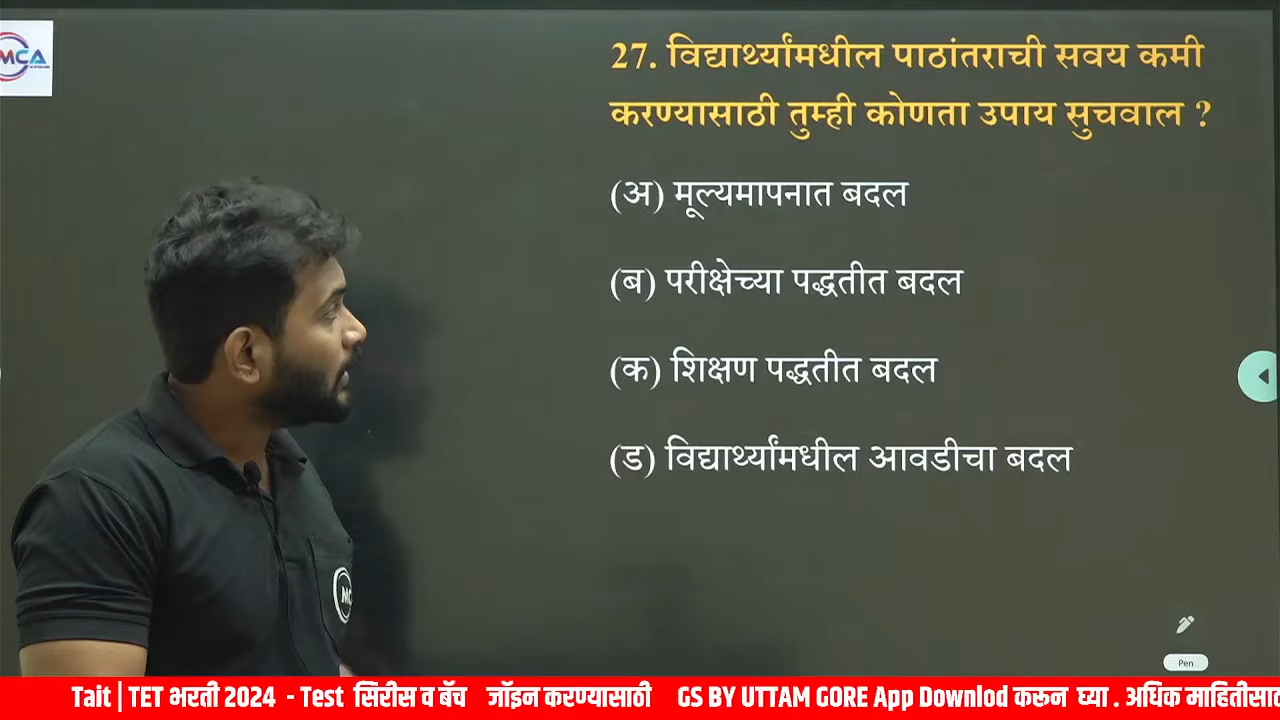 MCA
27. विद्यार्थ्यांमधील पाठांतराची सवय कमी
करण्यासाठी तुम्ही कोणता उपाय सुचवाल ?
(अ) मूल्यमापनात बदल
(ब) परीक्षेच्या पद्धतीत बदल
(क) शिक्षण पद्धतीत बदल
(ड) विद्यार्थ्यांमधील आवडीचा बदल
MC
Pen
Tait | TET भरती 2024 - Test सिरीस व बॅच जॉइन करण्यासाठी GS BY UTTAM GORE App Downlod करून घ्या . अधिक माहितीसाठ